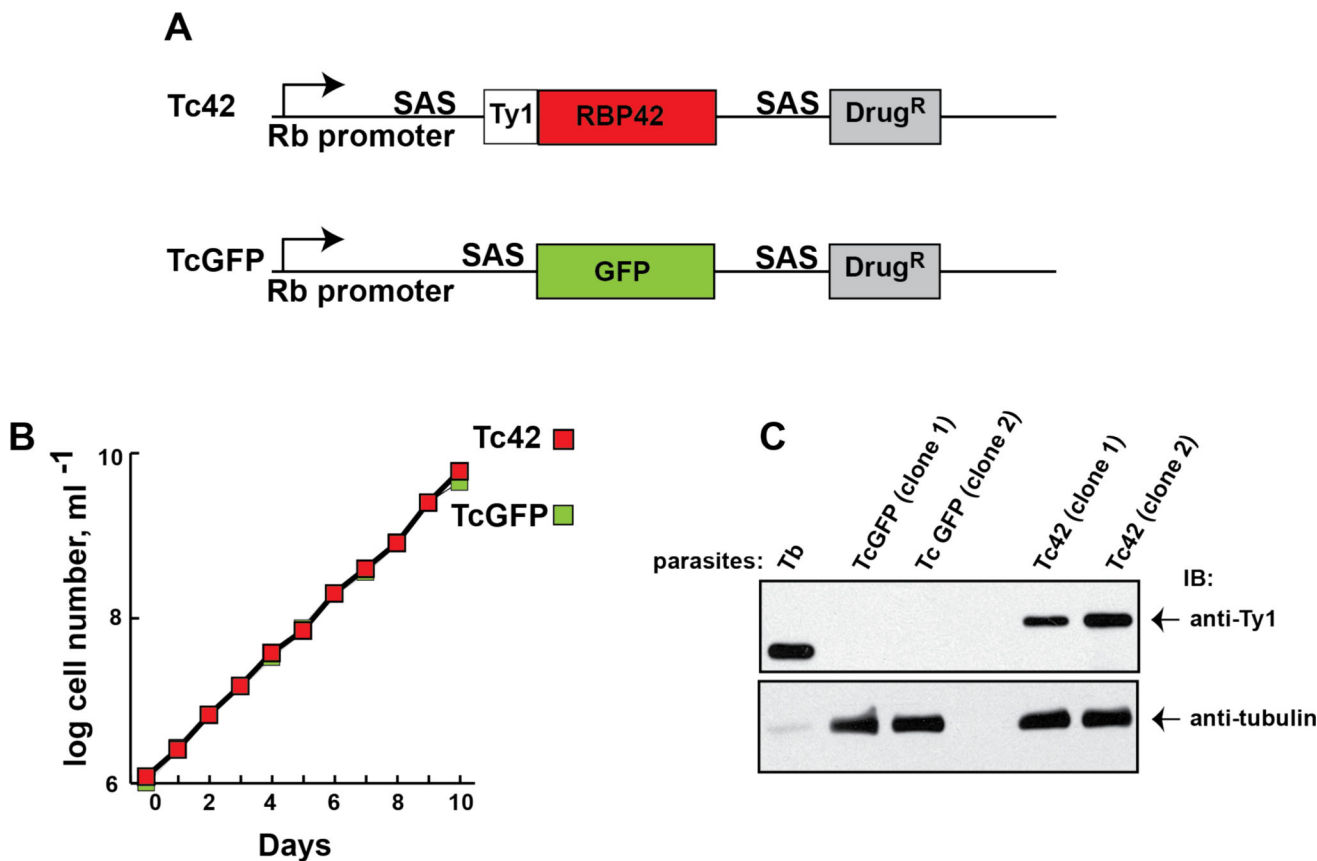 A
Tc42
SAS
Ty1
RBP42
SAS
Drug^R
Rb promoter
TcGFP
SAS
GFP
SAS
Drug^R
Rb promoter
B
Tc42
TcGFP
log cell number, ml -1
10
8
6
0 2 4 6 8 10
Days
C
parasites:
Tb
TcGFP (clone 1)
Tc GFP (clone 2)
Tc42 (clone 1)
Tc42 (clone 2)
IB:
anti-Ty1
anti-tubulin